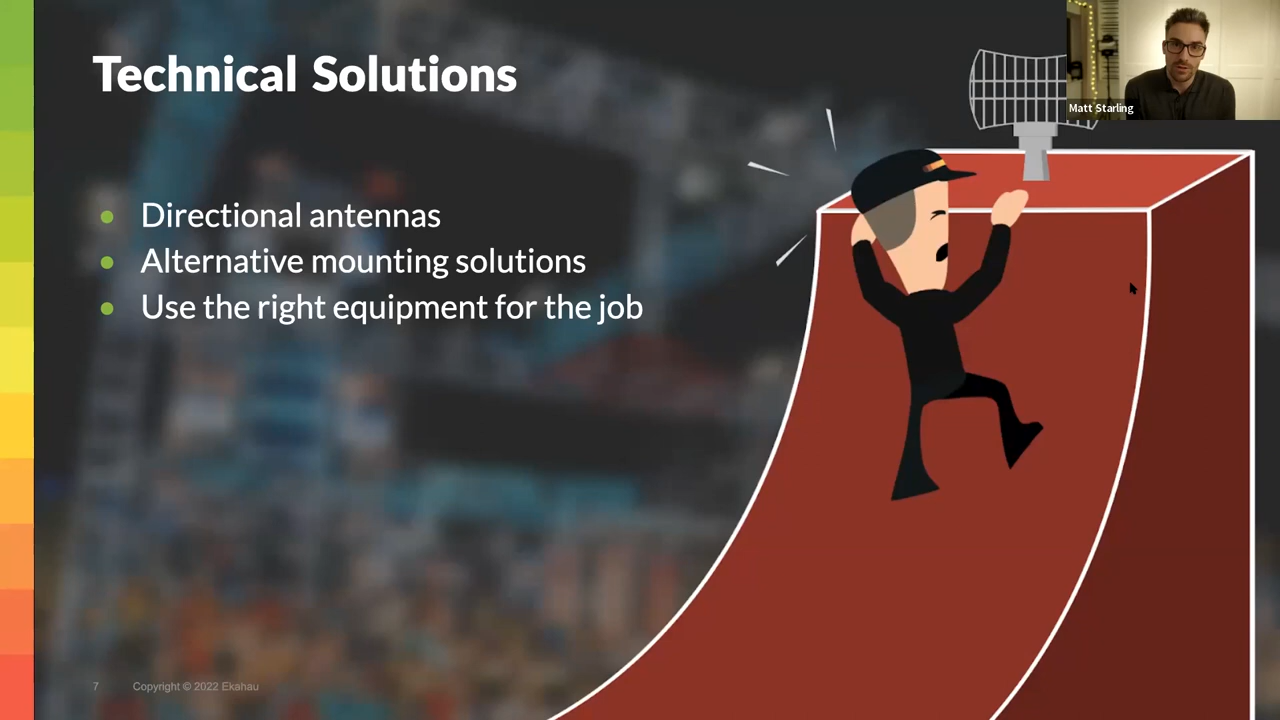 Technical Solutions
Matt Starling
Directional antennas
Alternative mounting solutions
Use the right equipment for the job
7 Copyright © 2022 Ekahau